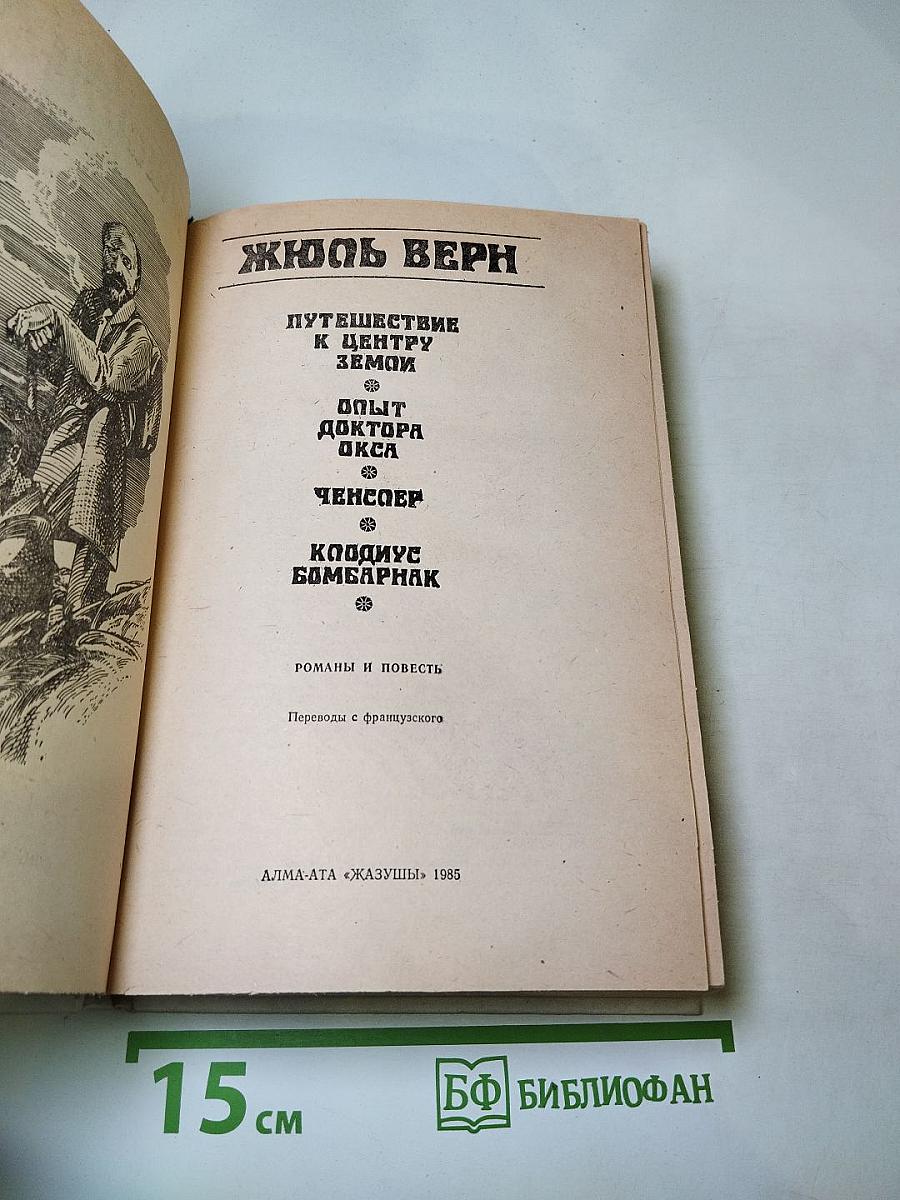 ЖЮЛЬ ВЕРН
ПУТЕШЕСТВИЕ
К ЦЕНТРУ
ЗЕМЛИ
ОПЫТ
ДОКТОРА
ОКСА
ЧЕНСЛЕР
КЛОДИУС
БОМБАРНАК
РОМАНЫ И ПОВЕСТЬ
Переводы с французского
АЛМА-АТА «ЖАЗУШЫ» 1985
15 см
БФ БИБЛИОФАН